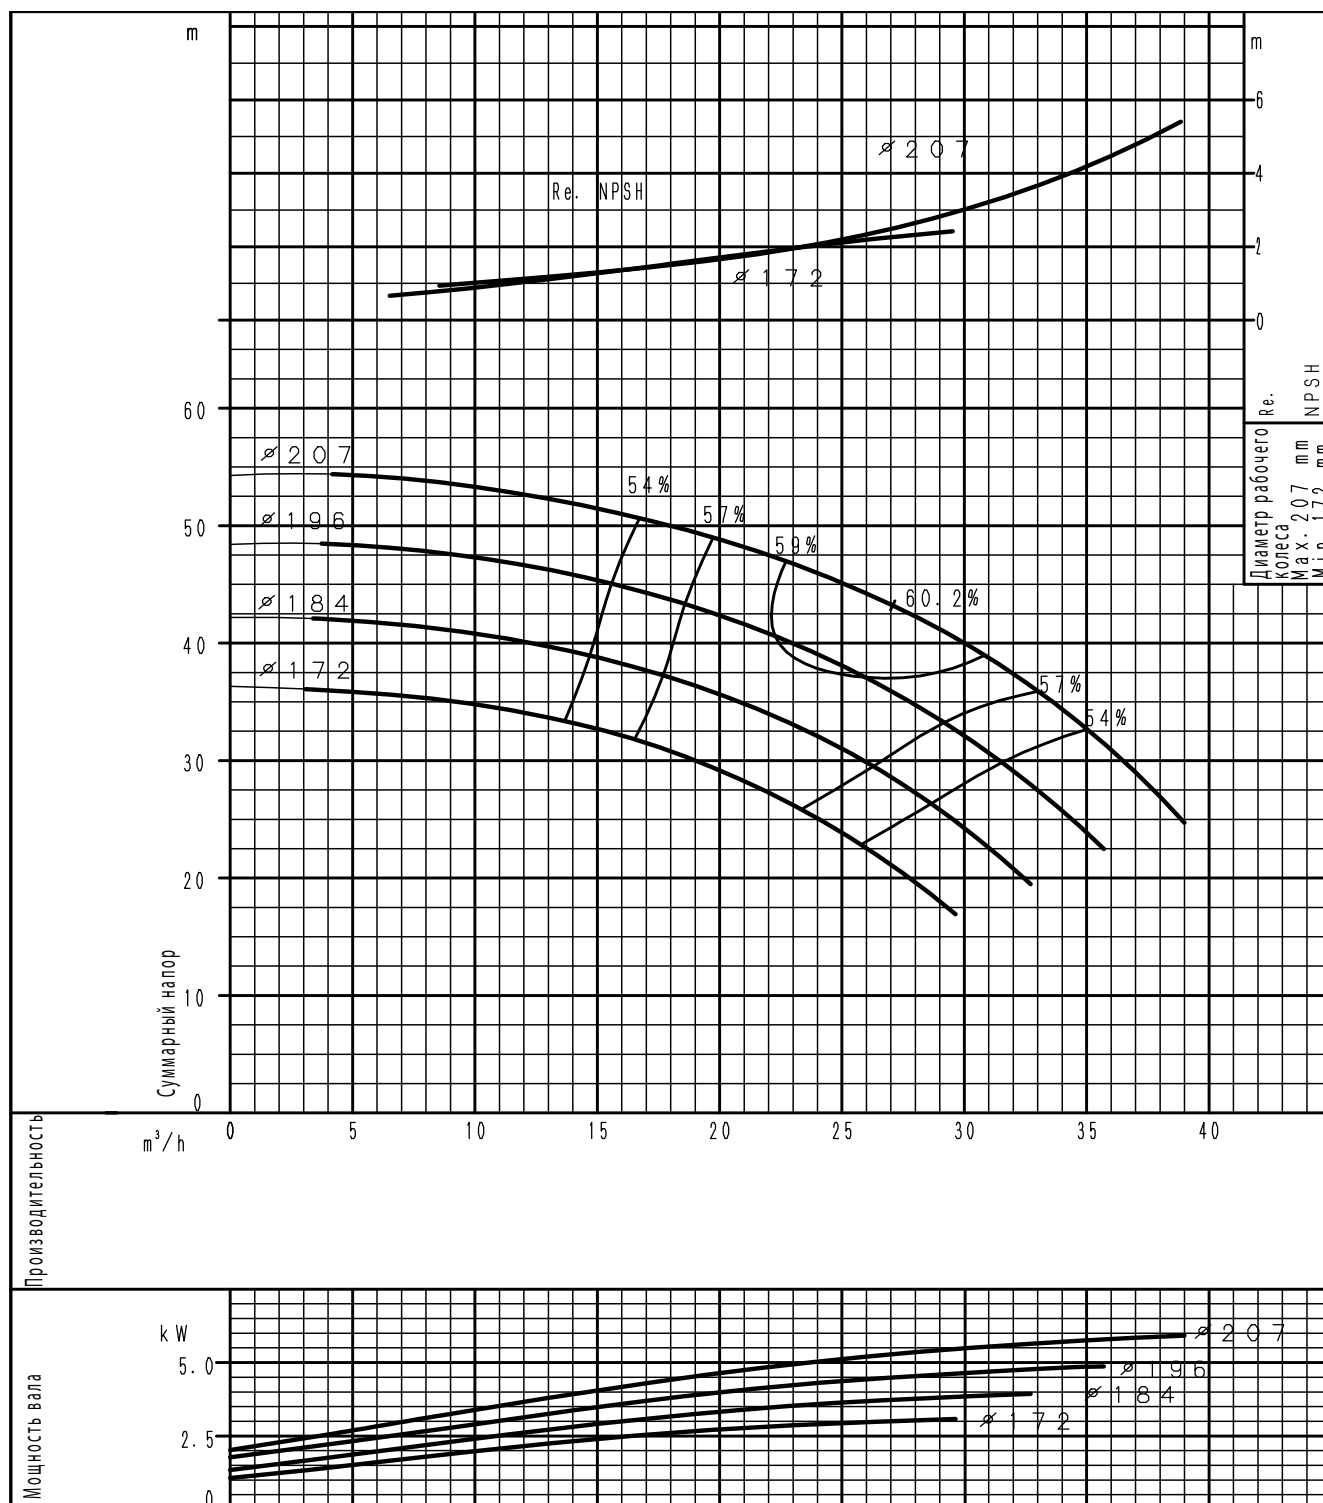 m
m
6
ø207
4
Re. NPSH
2
ø172
0
Re.
NPSH
60
Диаметр рабочего
колеса
Max. 207 mm
Min. 172 mm
ø207
54%
57%
50
ø196
59%
ø184
60.2%
40
ø172
57%
54%
30
20
10
Суммарный напор
0
m³/h
0 5 10 15 20 25 30 35 40
Производительность
kW
ø207
5.0
ø196
ø184
ø172
2.5
Мощность вала
0